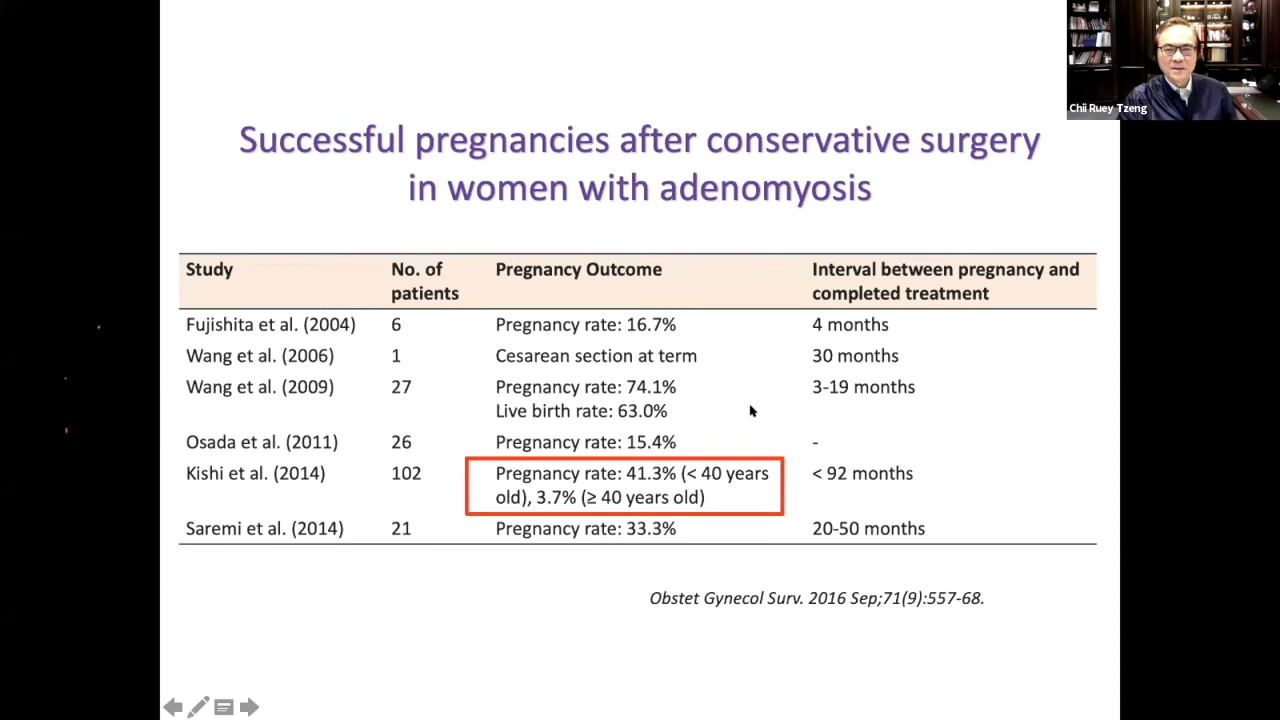 Chii Ruey Tzeng
Successful pregnancies after conservative surgery
in women with adenomyosis
Study No. of patients Pregnancy Outcome Interval between pregnancy and completed treatment
Fujishita et al. (2004) 6 Pregnancy rate: 16.7% 4 months
Wang et al. (2006) 1 Cesarean section at term 30 months
Wang et al. (2009) 27 Pregnancy rate: 74.1% 3-19 months
Live birth rate: 63.0%
Osada et al. (2011) 26 Pregnancy rate: 15.4% -
Kishi et al. (2014) 102 Pregnancy rate: 41.3% (< 40 years < 92 months
old), 3.7% (≥ 40 years old)
Saremi et al. (2014) 21 Pregnancy rate: 33.3% 20-50 months
Obstet Gynecol Surv. 2016 Sep;71(9):557-68.